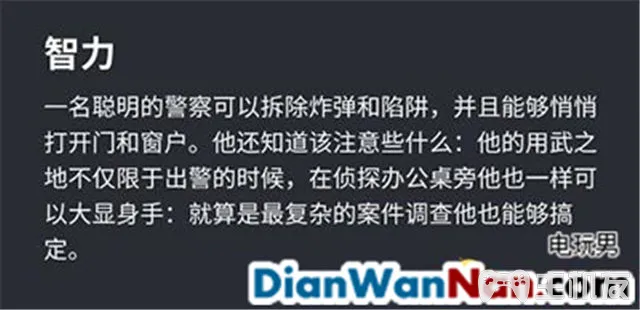 智力
一名聪明的警察可以拆除炸弹和陷阱，并且能够悄悄
打开门和窗户。他还知道该注意些什么：他的用武之
地不仅限于出警的时候，在侦探办公桌旁他也一样可
以大显身手：就算是最复杂的案件调查他也能够搞
定。
电玩男
DianWanNan.com